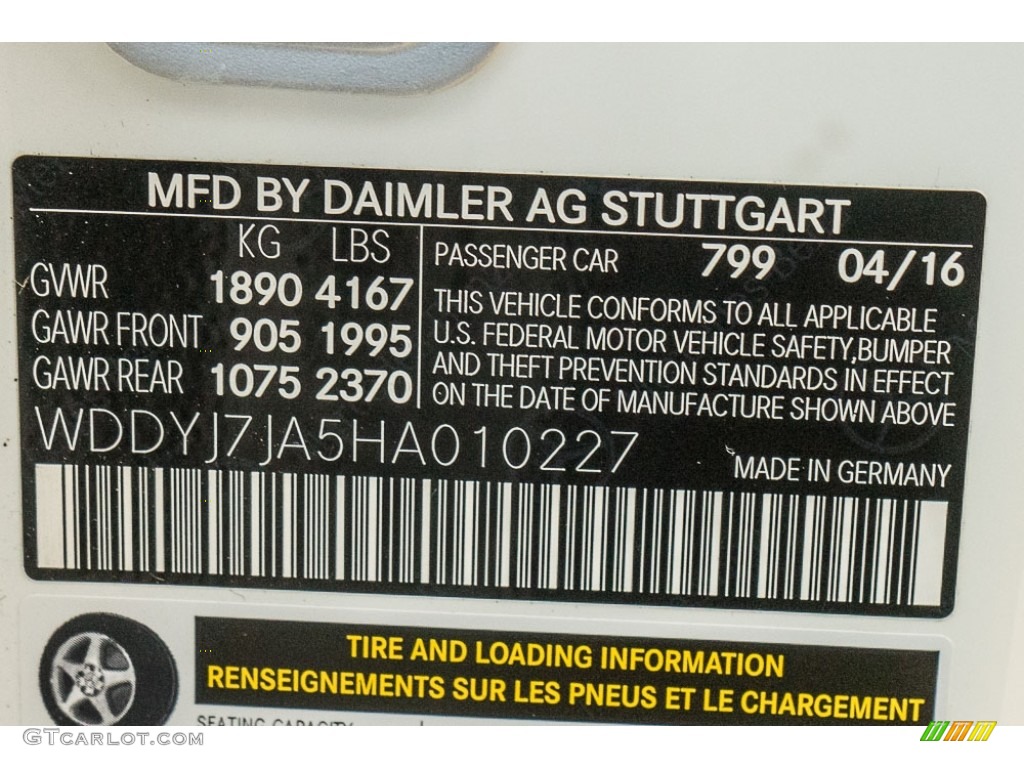 MFD BY DAIMLER AG STUTTGART
KG LBS
GVWR 1890 4167
GAWR FRONT 905 1995
GAWR REAR 1075 2370
PASSENGER CAR 799 04/16
THIS VEHICLE CONFORMS TO ALL APPLICABLE
U.S. FEDERAL MOTOR VEHICLE SAFETY,BUMPER
AND THEFT PREVENTION STANDARDS IN EFFECT
ON THE DATE OF MANUFACTURE SHOWN ABOVE
WDDYJ7JA5HA010227
MADE IN GERMANY
TIRE AND LOADING INFORMATION
RENSEIGNEMENTS SUR LES PNEUS ET LE CHARGEMENT
SEATING CAPACITY
GTCarLot.com